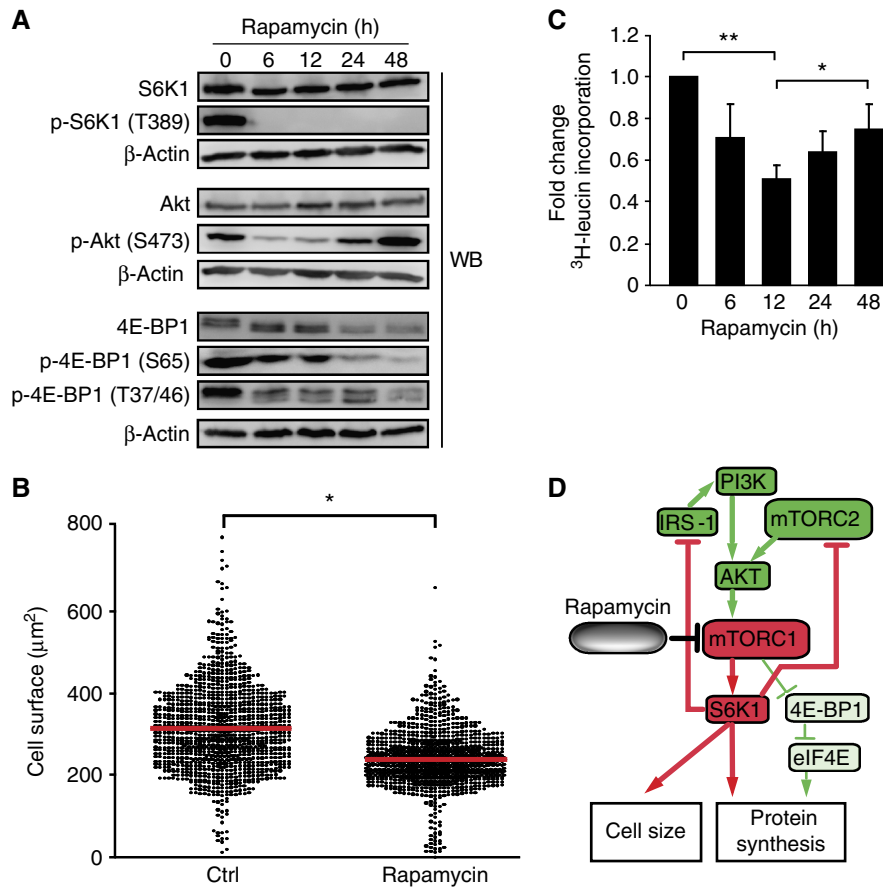 A
Rapamycin (h)
0 6 12 24 48
S6K1
p-S6K1 (T389)
β-Actin
Akt
p-Akt (S473)
β-Actin
4E-BP1
p-4E-BP1 (S65)
p-4E-BP1 (T37/46)
β-Actin
WB
B
*
800
600
400
200
0
Cell surface (μm²)
Ctrl Rapamycin
C
1.2
1.0
0.8
0.6
0.4
0.2
0
Fold change
³H-leucin incorporation
** *
0 6 12 24 48
Rapamycin (h)
D
PI3K
IRS-1
mTORC2
AKT
Rapamycin
mTORC1
S6K1
4E-BP1
eIF4E
Cell size
Protein
synthesis